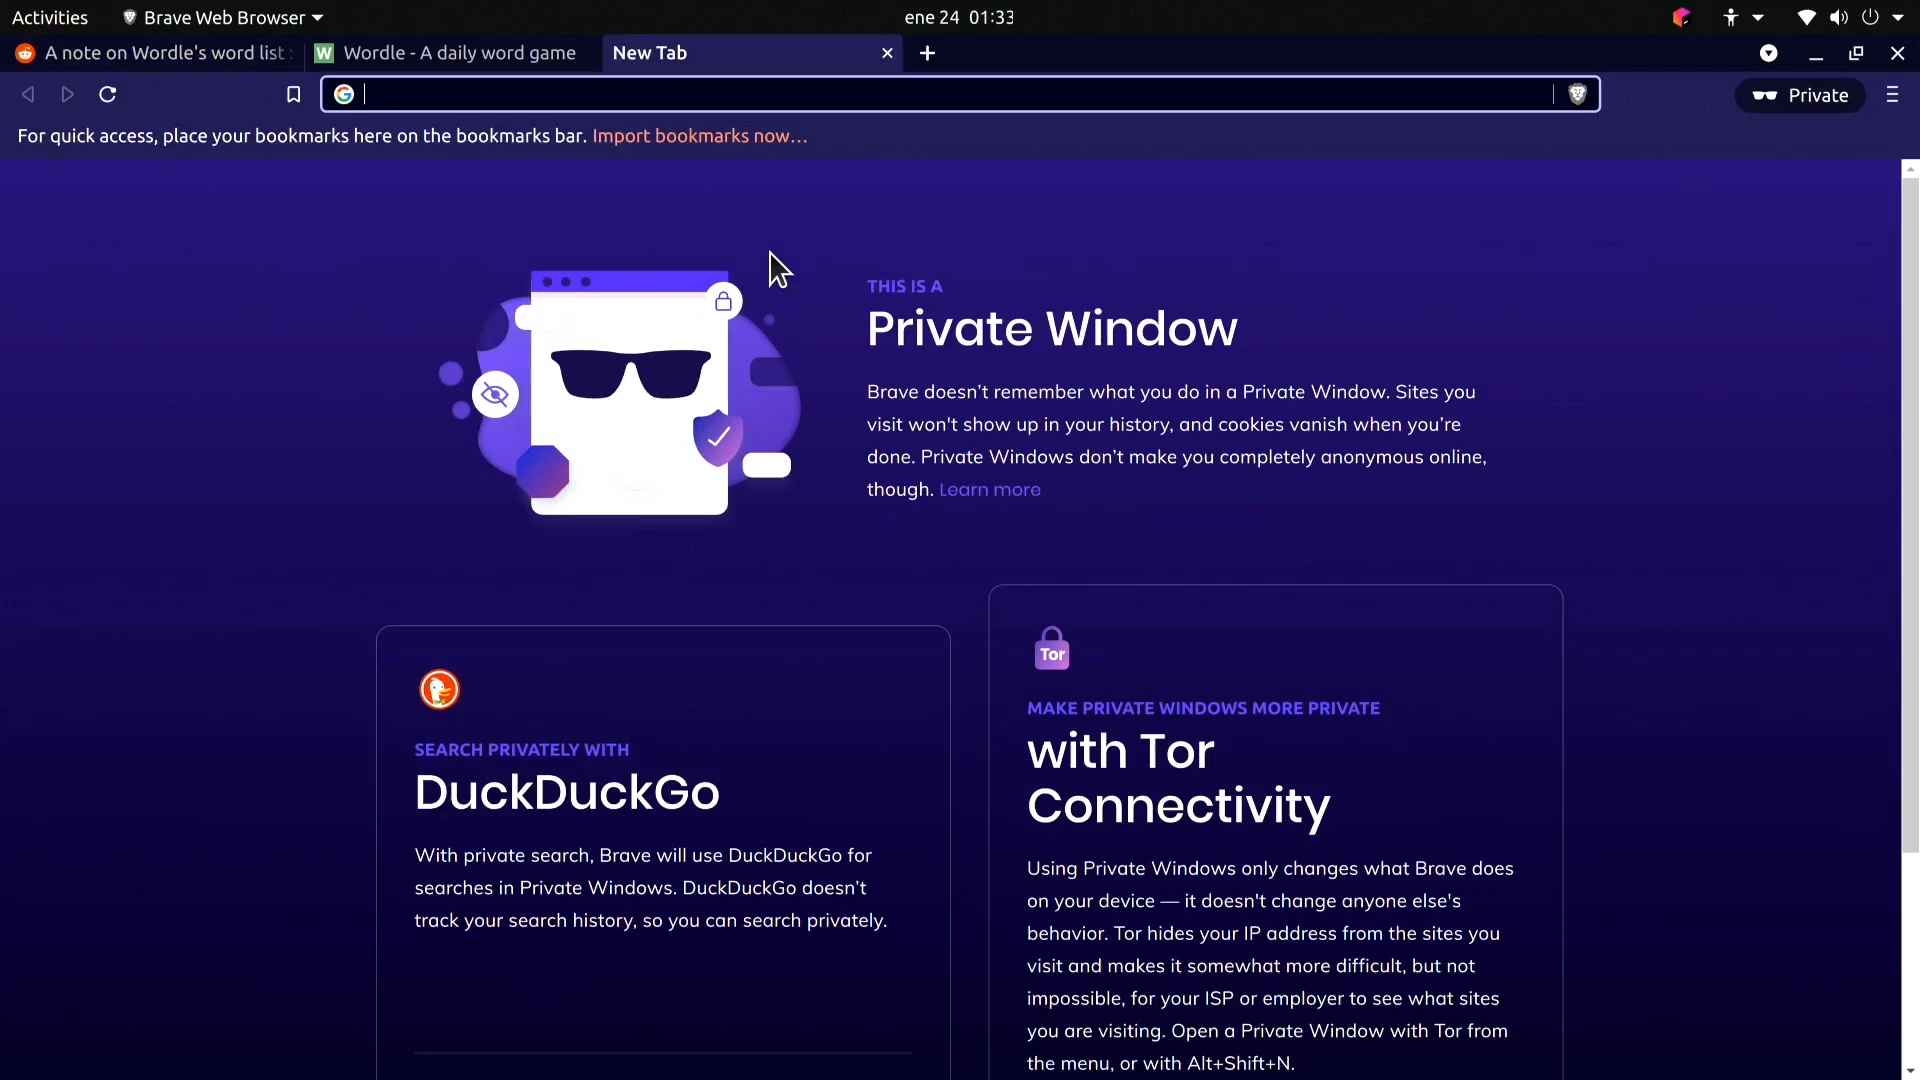 Activities
Brave Web Browser
ene 24 01:33
A note on Wordle's word list
W
Wordle - A daily word game
New Tab
Private
For quick access, place your bookmarks here on the bookmarks bar. Import bookmarks now…
THIS IS A
Private Window
Brave doesn’t remember what you do in a Private Window. Sites you
visit won't show up in your history, and cookies vanish when you’re
done. Private Windows don’t make you completely anonymous online,
though. Learn more
SEARCH PRIVATELY WITH
DuckDuckGo
With private search, Brave will use DuckDuckGo for
searches in Private Windows. DuckDuckGo doesn’t
track your search history, so you can search privately.
Tor
MAKE PRIVATE WINDOWS MORE PRIVATE
with Tor
Connectivity
Using Private Windows only changes what Brave does
on your device — it doesn't change anyone else's
behavior. Tor hides your IP address from the sites you
visit and makes it somewhat more difficult, but not
impossible, for your ISP or employer to see what sites
you are visiting. Open a Private Window with Tor from
the menu, or with Alt+Shift+N.